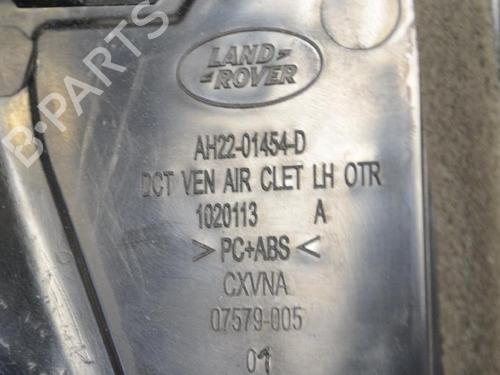 LAND-
-ROVER
B-PARTS
AH22-01454-D
DCT VEN AIR CLET LH OTR
1020113 A
>PC+ABS<
CXVNA
07579-005
01